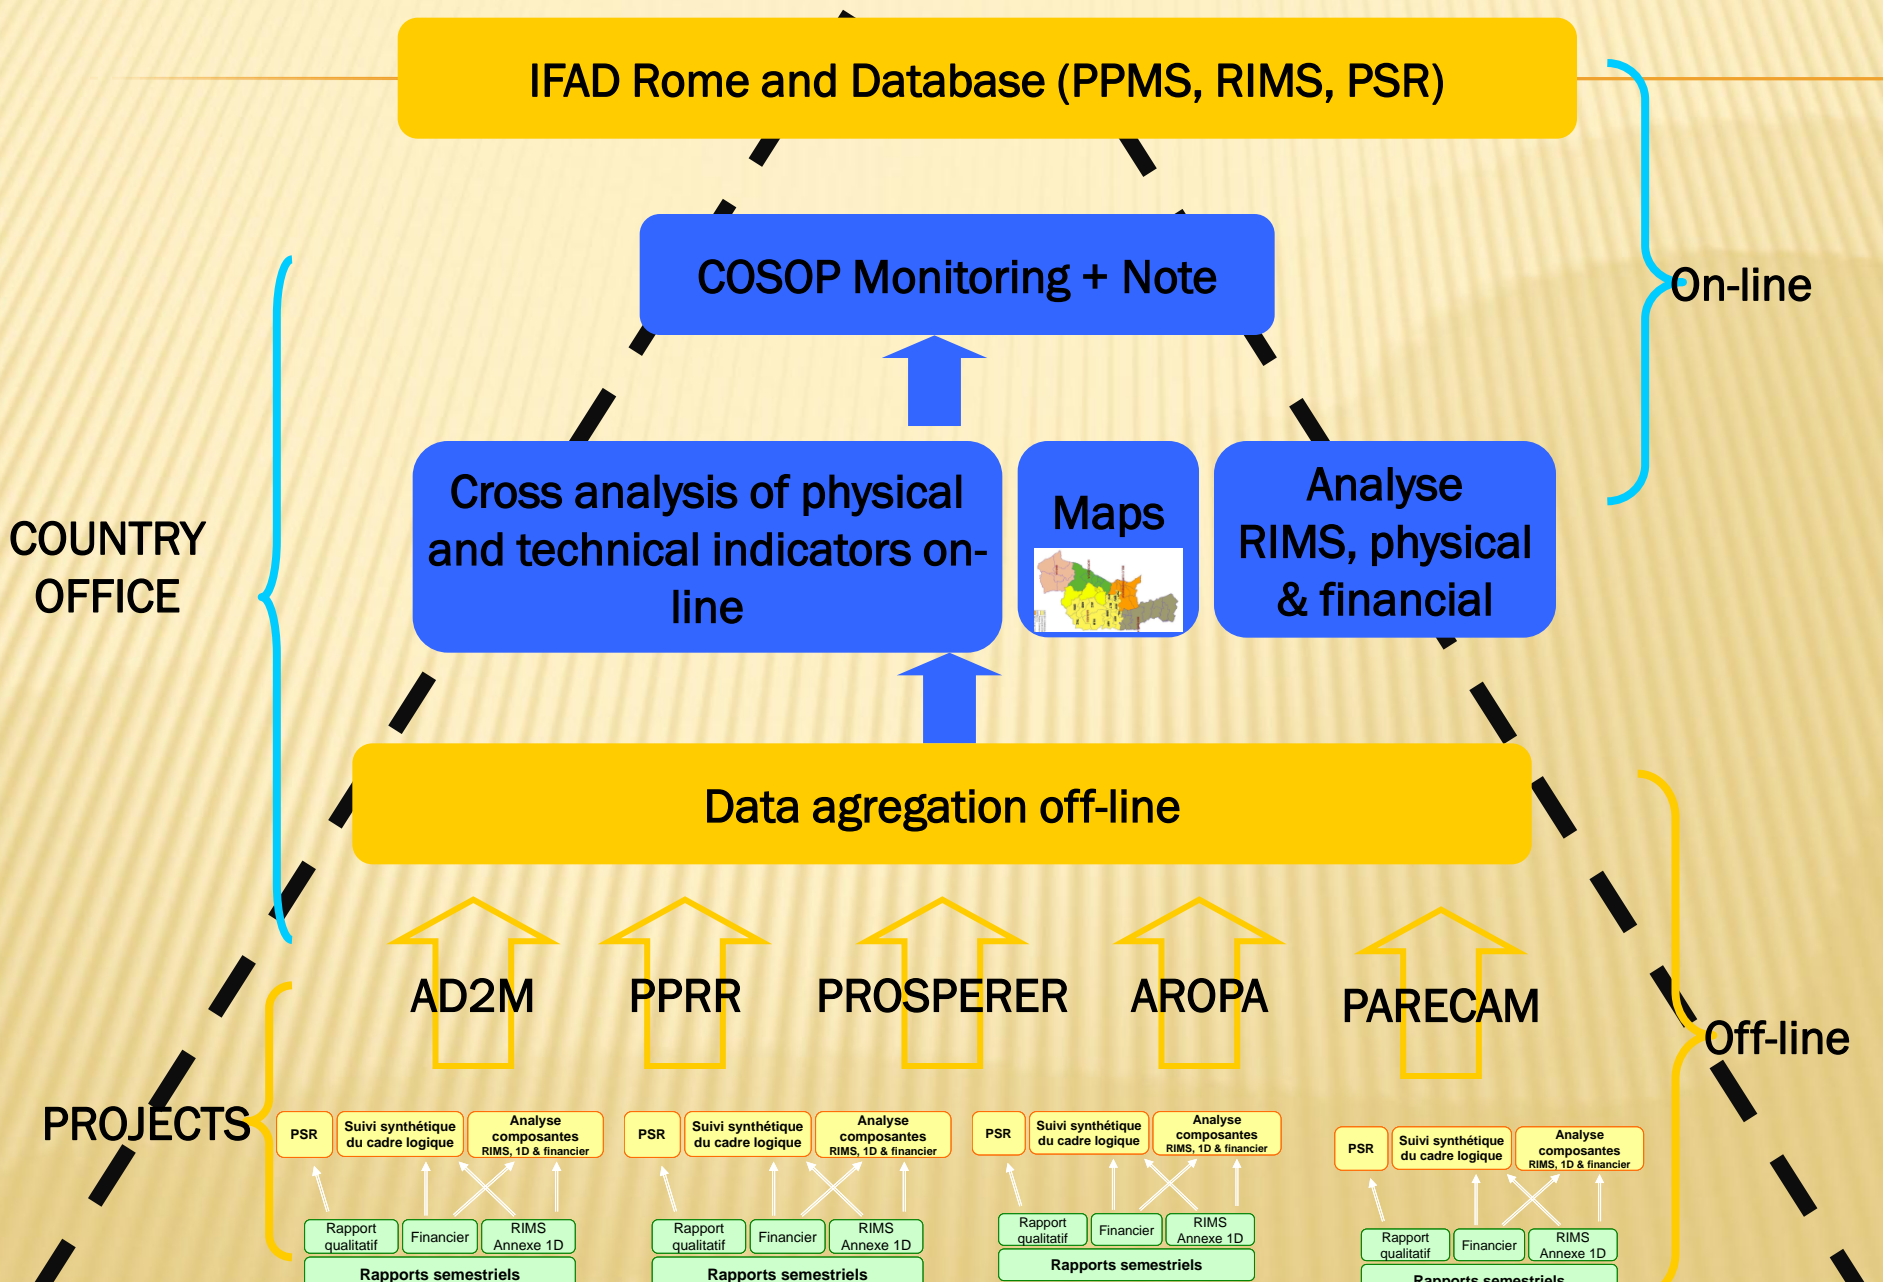 IFAD Rome and Database (PPMS, RIMS, PSR)
COSOP Monitoring + Note
On-line
Cross analysis of physical
and technical indicators on-
line
Maps
Analyse
RIMS, physical
& financial
COUNTRY
OFFICE
Data agregation off-line
AD2M
PPRR
PROSPERER
AROPA
PARECAM
Off-line
PROJECTS
PSR
Suivi synthétique
du cadre logique
Analyse
composantes
RIMS, 1D & financier
PSR
Suivi synthétique
du cadre logique
Analyse
composantes
RIMS, 1D & financier
PSR
Suivi synthétique
du cadre logique
Analyse
composantes
RIMS, 1D & financier
PSR
Suivi synthétique
du cadre logique
Analyse
composantes
RIMS, 1D & financier
Rapport
qualitatif
Financier
RIMS
Annexe 1D
Rapports semestriels
Rapport
qualitatif
Financier
RIMS
Annexe 1D
Rapports semestriels
Rapport
qualitatif
Financier
RIMS
Annexe 1D
Rapports semestriels
Rapport
qualitatif
Financier
RIMS
Annexe 1D
Rapports semestriels